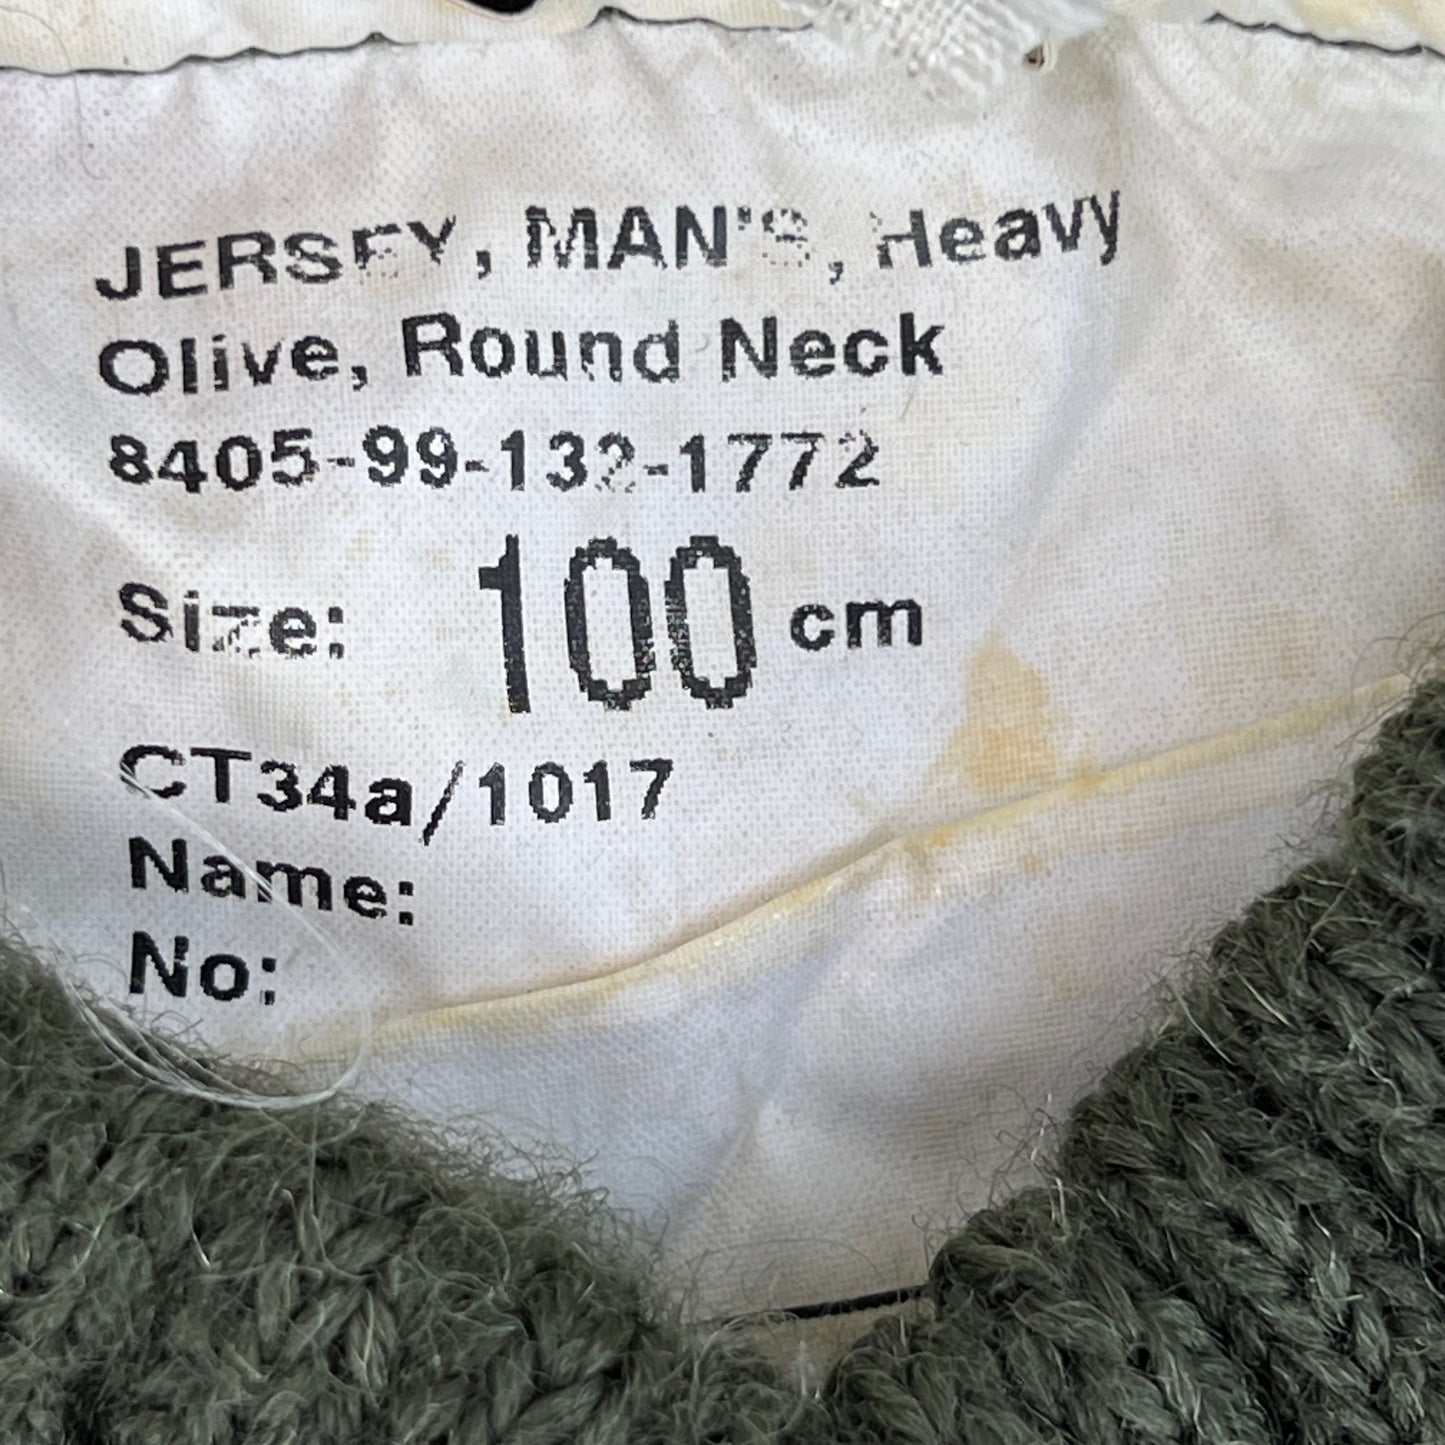 JERSEY, MAN'S, Heavy
Olive, Round Neck
8405-99-132-1772
Size: 100 cm
CT34a/1017
Name:
No: